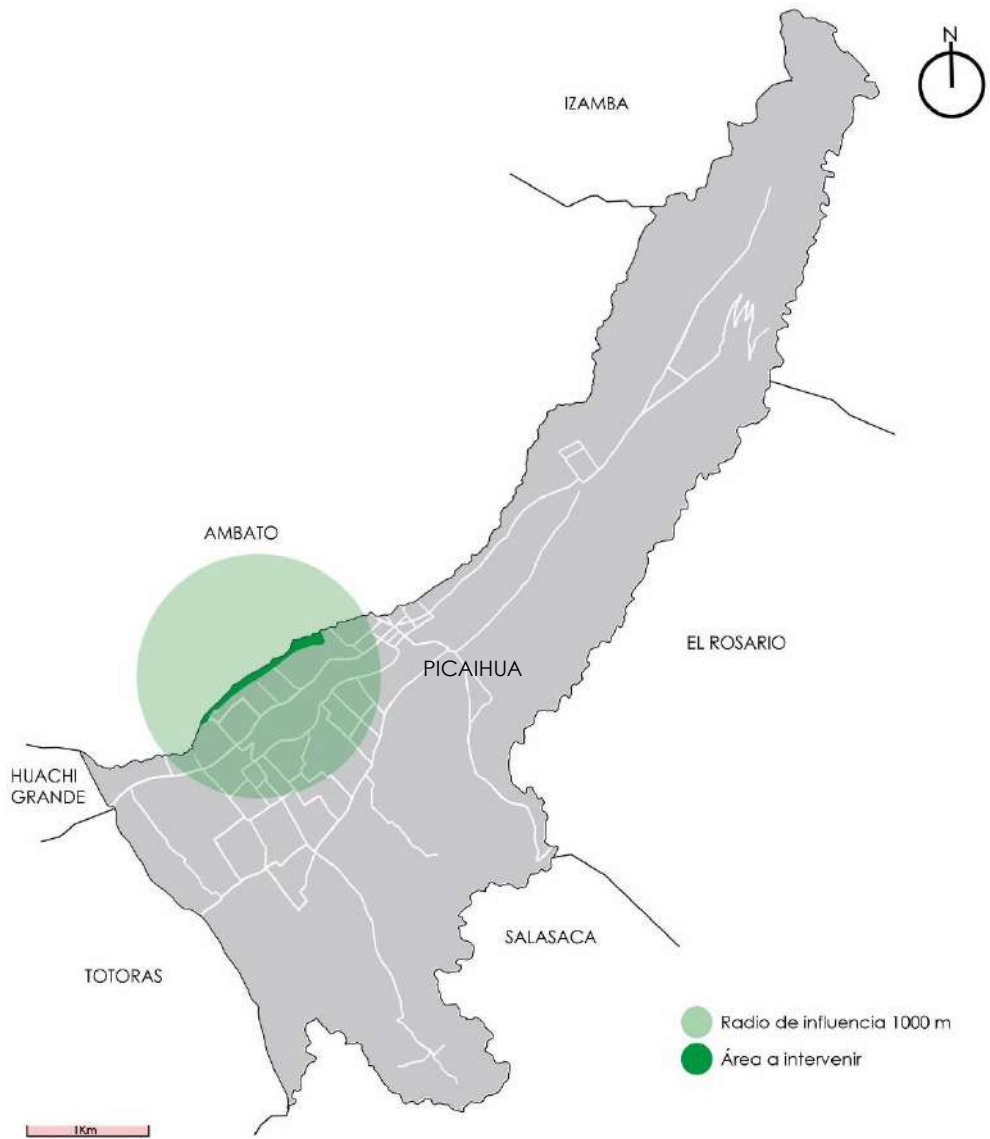 N
IZAMBA
AMBATO
EL ROSARIO
PICAIHUA
HUACHI
GRANDE
SALASACA
TOTORAS
Radio de influencia 1000 m
Área a intervenir
1Km